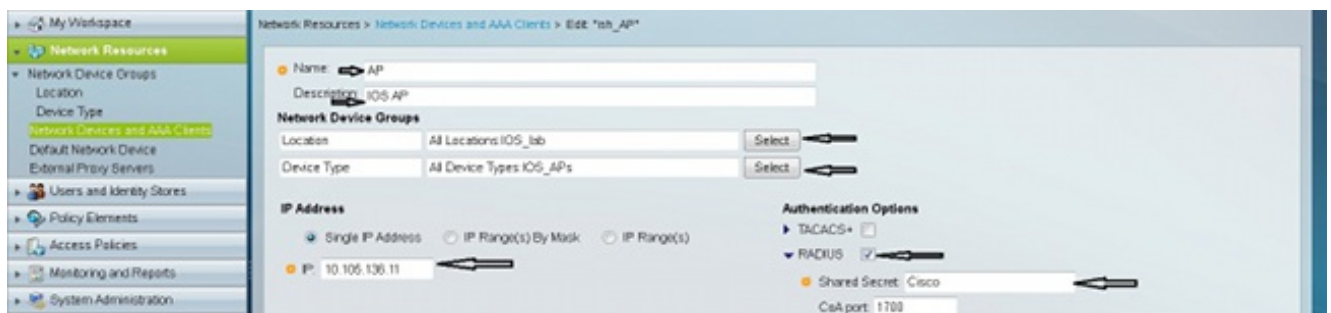 My Workspace
Network Resources
Network Device Groups
Location
Device Type
Network Devices and AAA Clients
Default Network Device
External Proxy Servers
Users and Identity Stores
Policy Elements
Access Policies
Monitoring and Reports
System Administration
Network Resources > Network Devices and AAA Clients > Edit: "ish_AP"
Name: AP
Description: IOS AP
Network Device Groups
Location All Locations:IOS_lab Select
Device Type All Device Types:IOS_APs Select
IP Address
Single IP Address IP Range(s) By Mask IP Range(s)
IP: 10.105.136.11
Authentication Options
TACACS+
RADIUS
Shared Secret: Cisco
CoA port: 1700